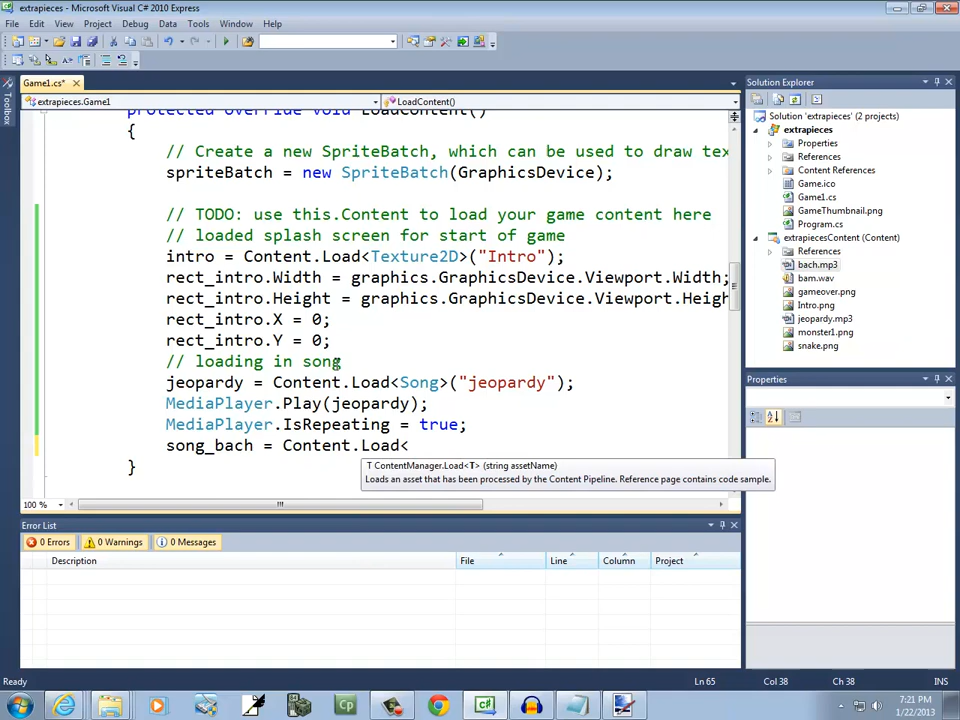 extrapieces - Microsoft Visual C# 2010 Express
File Edit View Project Debug Data Tools Window Help
Game1.cs*
Toolbox
extrapieces.Game1 LoadContent()
protected override void LoadContent()
{
// Create a new SpriteBatch, which can be used to draw tex
spriteBatch = new SpriteBatch(GraphicsDevice);
// TODO: use this.Content to load your game content here
// loaded splash screen for start of game
intro = Content.Load<Texture2D>("Intro");
rect_intro.Width = graphics.GraphicsDevice.Viewport.Width;
rect_intro.Height = graphics.GraphicsDevice.Viewport.Heigh
rect_intro.X = 0;
rect_intro.Y = 0;
// loading in song
jeopardy = Content.Load<Song>("jeopardy");
MediaPlayer.Play(jeopardy);
MediaPlayer.IsRepeating = true;
song_bach = Content.Load<
T ContentManager.Load<T> (string assetName)
Loads an asset that has been processed by the Content Pipeline. Reference page contains code sample.
}
100 %
Solution Explorer
Solution 'extrapieces' (2 projects)
extrapieces
Properties
References
Content References
Game.ico
Game1.cs
GameThumbnail.png
Program.cs
extrapiecesContent (Content)
References
bach.mp3
bam.wav
gameover.png
Intro.png
jeopardy.mp3
monster1.png
snake.png
Properties
Error List
0 Errors 0 Warnings 0 Messages
Description File Line Column Project
Ready Ln 65 Col 38 Ch 38 INS
Cp
7:21 PM
1/22/2013